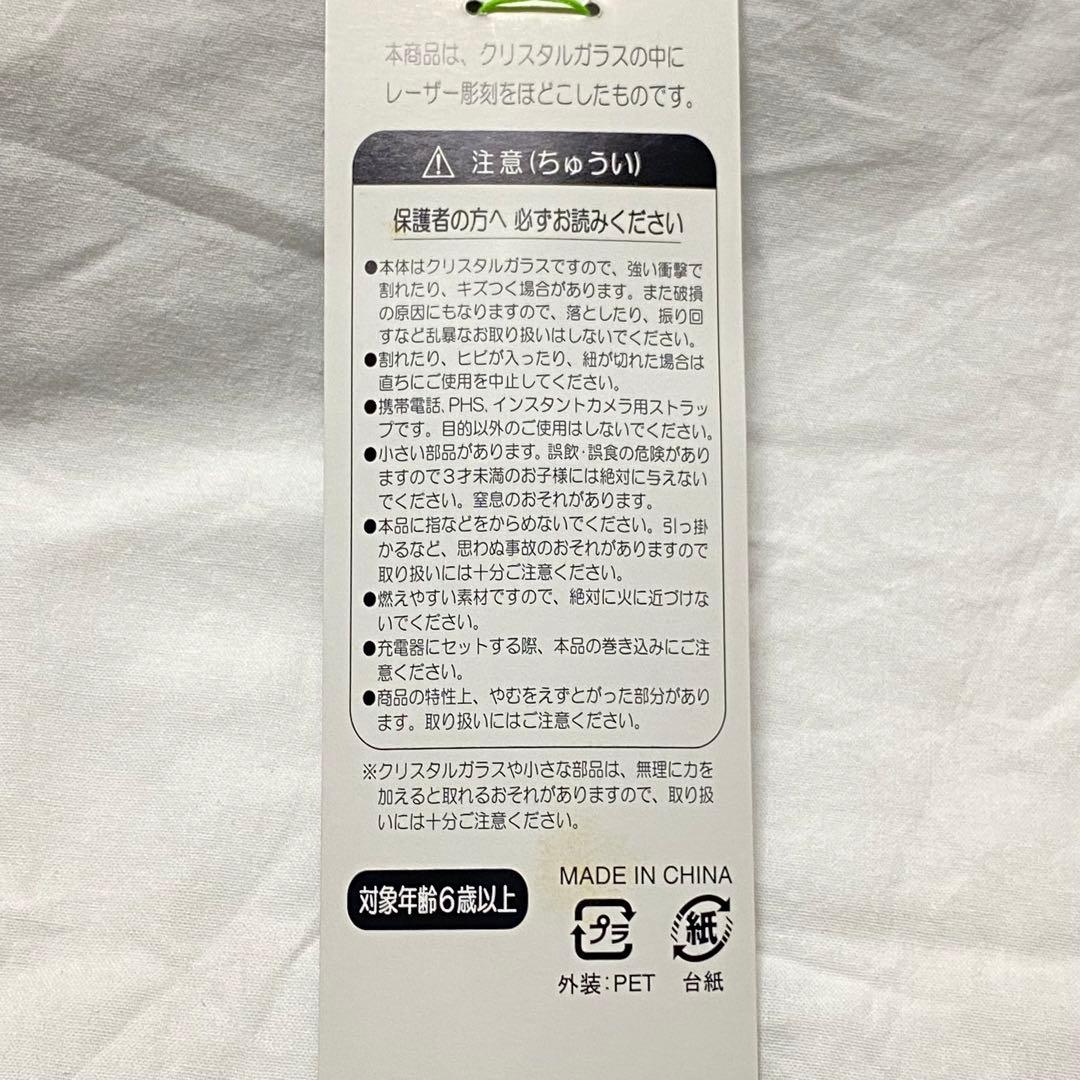 本商品は、クリスタルガラスの中に
レーザー彫刻をほどこしたものです。
注意(ちゅうい)
保護者の方へ 必ずお読みください
●本体はクリスタルガラスですので、強い衝撃で
割れたり、キズつく場合があります。また破損
の原因にもなりますので、落としたり、振り回
すなど乱暴なお取り扱いはしないでください。
●割れたり、ヒビが入ったり、紐が切れた場合は
直ちにご使用を中止してください。
●携帯電話、PHS、インスタントカメラ用ストラッ
プです。目的以外のご使用はしないでください。
●小さい部品があります。誤飲・誤食の危険があり
ますので3才未満のお子様には絶対に与えない
でください。窒息のおそれがあります。
●本品に指などをからめないでください。引っ掛
かるなど、思わぬ事故のおそれがありますので
取り扱いには十分ご注意ください。
●燃えやすい素材ですので、絶対に火に近づけな
いでください。
●充電器にセットする際、本品の巻き込みにご注
意ください。
●商品の特性上、やむをえずとがった部分があり
ます。取り扱いにはご注意ください。
※クリスタルガラスや小さな部品は、無理に力を
加えると取れるおそれがありますので、取り扱
いには十分ご注意ください。
対象年齢6歳以上
MADE IN CHINA
プラ 紙
外装:PET 台紙